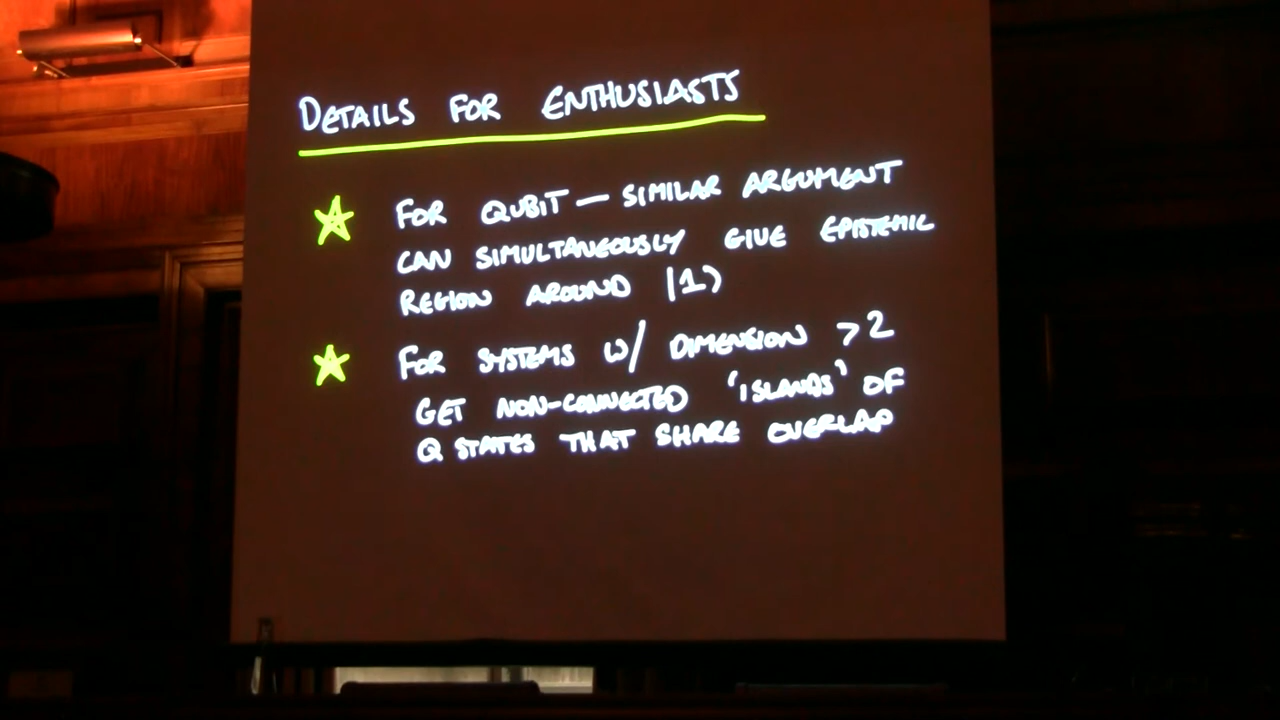 DETAILS FOR ENTHUSIASTS
FOR QUBIT — SIMILAR ARGUMENT
CAN SIMULTANEOUSLY GIVE EPISTEMIC
REGION AROUND |1⟩
FOR SYSTEMS W/ DIMENSION >2
GET NON-CONNECTED 'ISLANDS' OF
Q STATES THAT SHARE OVERLAP